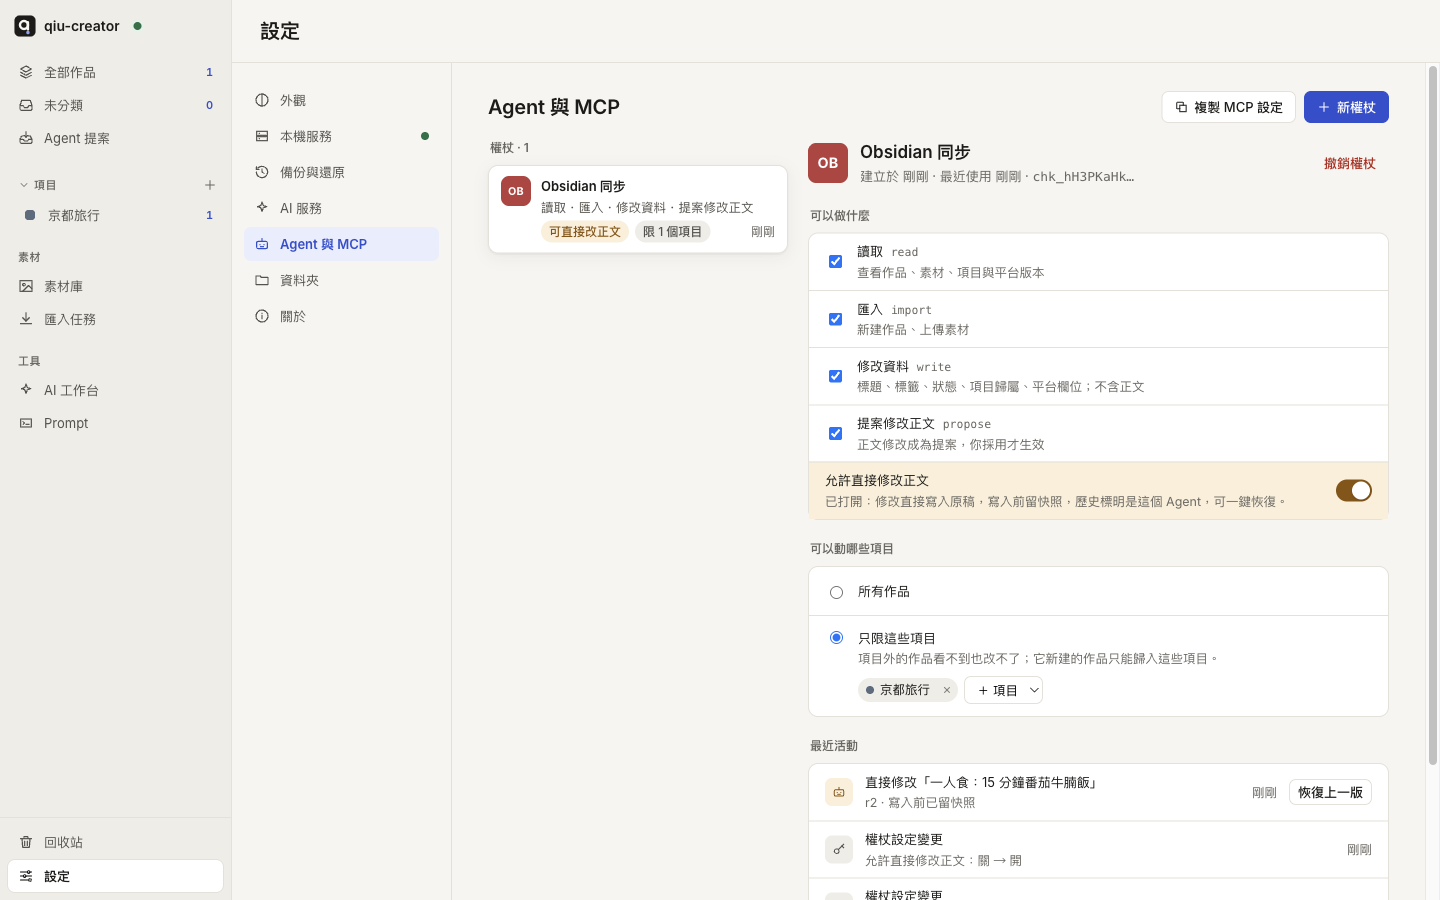 qiu-creator
全部作品 1
未分類 0
Agent 提案
項目
京都旅行 1
素材
素材庫
匯入任務
工具
AI 工作台
Prompt
回收站
設定
設定
外觀
本機服務
備份與還原
AI 服務
Agent 與 MCP
資料夾
關於
Agent 與 MCP
複製 MCP 設定
+ 新權杖
權杖 · 1
OB
Obsidian 同步
讀取 · 匯入 · 修改資料 · 提案修改正文
可直接改正文 限 1 個項目 剛剛
OB
Obsidian 同步
建立於 剛剛 · 最近使用 剛剛 · chk_hH3PKaHk…
撤銷權杖
可以做什麼
讀取 read
查看作品、素材、項目與平台版本
匯入 import
新建作品、上傳素材
修改資料 write
標題、標籤、狀態、項目歸屬、平台欄位；不含正文
提案修改正文 propose
正文修改成為提案，你採用才生效
允許直接修改正文
已打開：修改直接寫入原稿，寫入前留快照，歷史標明是這個 Agent，可一鍵恢復。
可以動哪些項目
所有作品
只限這些項目
項目外的作品看不到也改不了；它新建的作品只能歸入這些項目。
京都旅行 × + 項目
最近活動
直接修改「一人食：15 分鐘番茄牛腩飯」
r2 · 寫入前已留快照
剛剛 恢復上一版
權杖設定變更
允許直接修改正文：關 → 開
剛剛
權杖設定變更